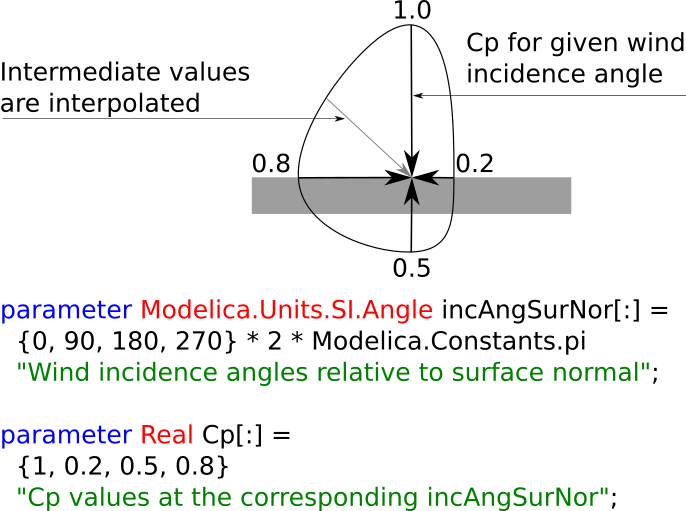 1.0
Cp for given wind
incidence angle
Intermediate values
are interpolated
0.8
0.2
0.5
parameter Modelica.Units.SI.Angle incAngSurNor[:] =
{0, 90, 180, 270} * 2 * Modelica.Constants.pi
"Wind incidence angles relative to surface normal";
parameter Real Cp[:] =
{1, 0.2, 0.5, 0.8}
"Cp values at the corresponding incAngSurNor";